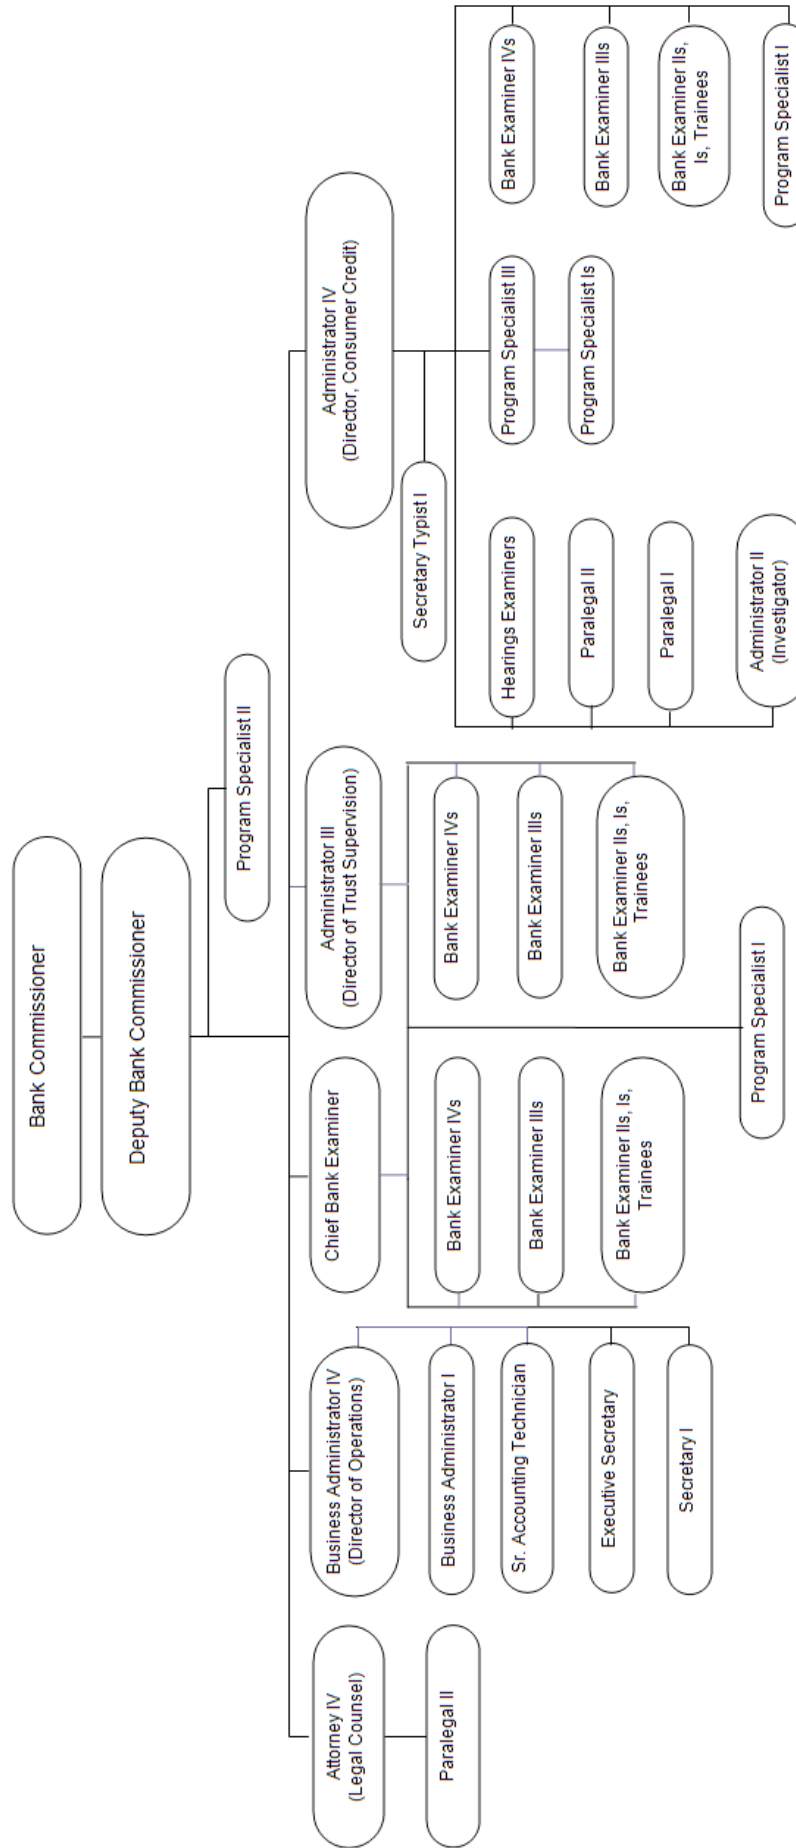 Bank Commissioner
Deputy Bank Commissioner
Program Specialist II
Attorney IV
(Legal Counsel)
Paralegal II
Business Administrator IV
(Director of Operations)
Business Administrator I
Sr. Accounting Technician
Executive Secretary
Secretary I
Chief Bank Examiner
Bank Examiner IVs
Bank Examiner IIIs
Bank Examiner IIs, Is,
Trainees
Administrator III
(Director of Trust Supervision)
Bank Examiner IVs
Bank Examiner IIIs
Bank Examiner IIs, Is,
Trainees
Program Specialist I
Administrator IV
(Director, Consumer Credit)
Secretary Typist I
Hearings Examiners
Paralegal II
Paralegal I
Administrator II
(Investigator)
Program Specialist III
Program Specialist Is
Bank Examiner IVs
Bank Examiner IIIs
Bank Examiner IIs,
Is, Trainees
Program Specialist I